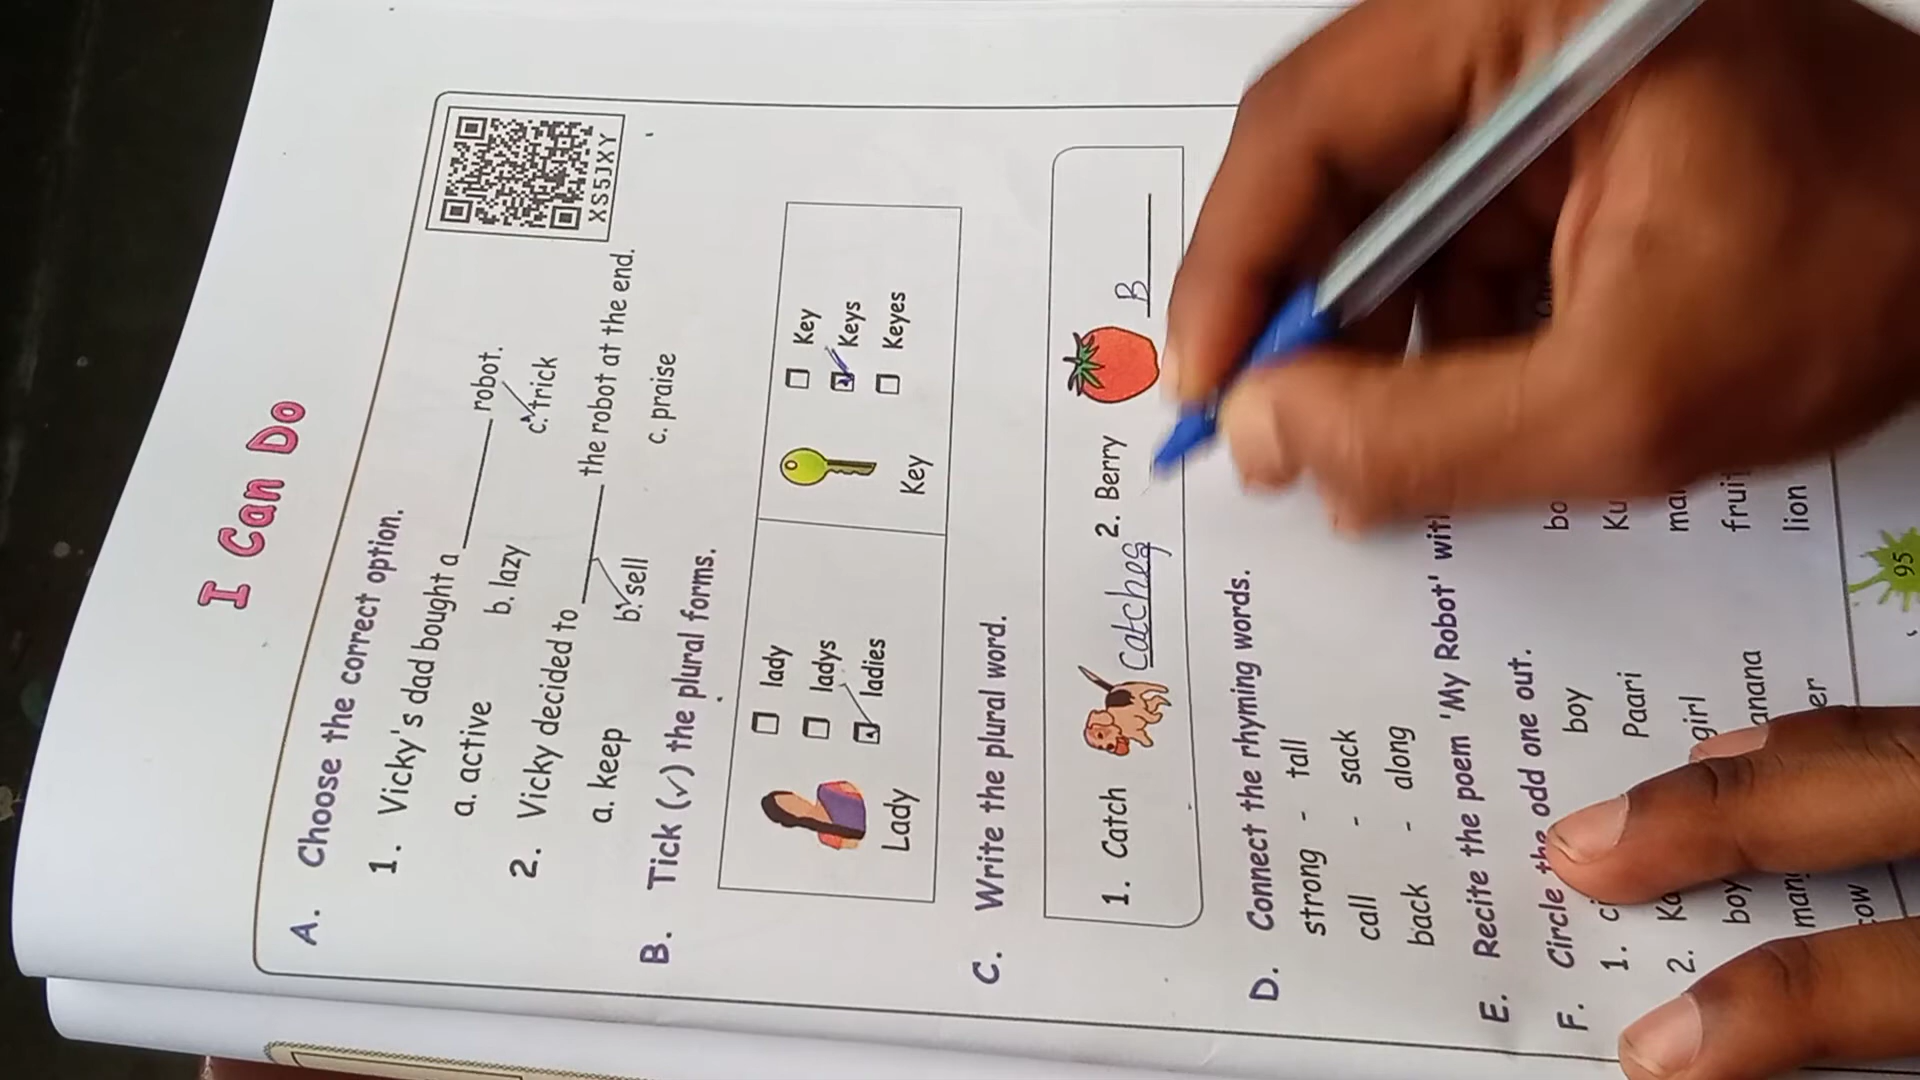 I Can Do
XS5JXY
A. Choose the correct option.
1. Vicky's dad bought a ______ robot.
a. active b. lazy c. trick
2. Vicky decided to ______ the robot at the end.
a. keep b. sell c. praise
B. Tick (✓) the plural forms.
lady
ladys
ladies
Lady
Key
Keys
Keyes
Key
C. Write the plural word.
1. Catch Catches 2. Berry B
D. Connect the rhyming words.
strong - tall
call - sack
back - along
E. Recite the poem 'My Robot'
F. Circle the odd one out.
1. boy
2. Paari
boy girl
lion
95